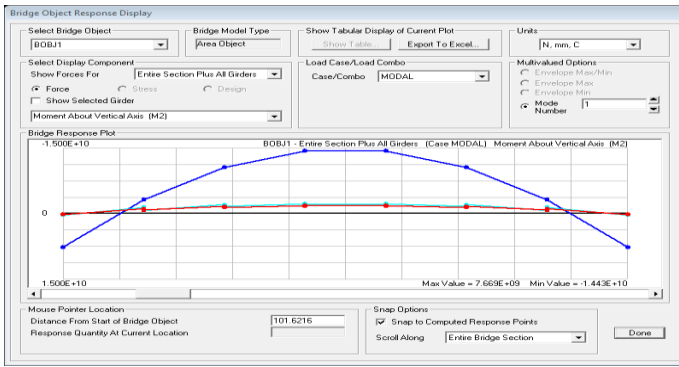 Bridge Object Response Display
Select Bridge Object
BOBJ1
Bridge Model Type
Area Object
Show Tabular Display of Current Plot
Show Table...
Export To Excel...
Units
N, mm, C
Select Display Component
Show Forces For
Entire Section Plus All Girders
Force
Stress
Design
Show Selected Girder
Moment About Vertical Axis (M2)
Load Case/Load Combo
Case/Combo
MODAL
Multivalued Options
Envelope Max/Min
Envelope Max
Envelope Min
Mode Number
1
Bridge Response Plot
-1.500E+10
BOBJ1 - Entire Section Plus All Girders (Case MODAL) Moment About Vertical Axis (M2)
0
1.500E+10
Max Value = 7.669E+09 Min Value = -1.443E+10
Mouse Pointer Location
Distance From Start of Bridge Object
101.6216
Response Quantity At Current Location
Snap Options
Snap to Computed Response Points
Scroll Along
Entire Bridge Section
Done